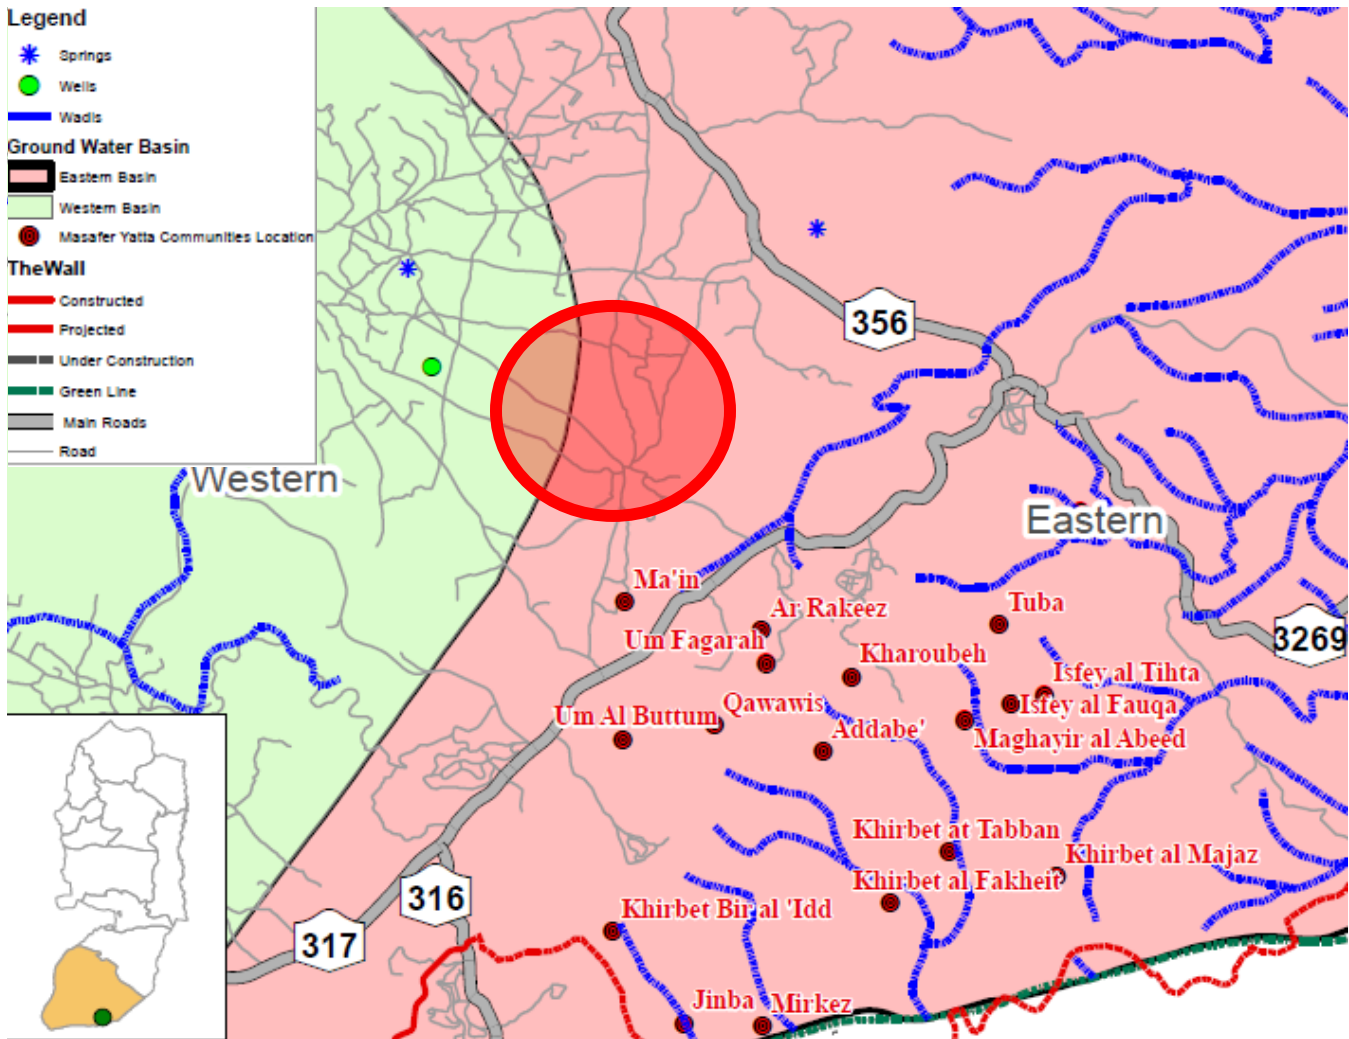 Legend
Springs
Wells
Wadis
Ground Water Basin
Eastern Basin
Western Basin
Masafer Yatta Communities Location
TheWall
Constructed
Projected
Under Construction
Green Line
Main Roads
Road
356
Western
Eastern
Ma'in
Ar Rakeez
Tuba
Um Fagarah
Kharoubeh
3269
Isfey al Tihta
Isfey al Fauqa
Qawawis
Um Al Buttum
Addabe'
Maghayir al Abeed
Khirbet at Tabban
Khirbet al Majaz
Khirbet al Fakheit
316
Khirbet Bir al 'Idd
317
Jinba
Mirkez